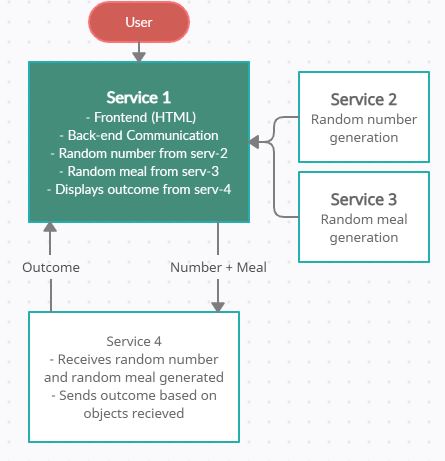 User
Service 1
- Frontend (HTML)
- Back-end Communication
- Random number from serv-2
- Random meal from serv-3
- Displays outcome from serv-4
Service 2
Random number
generation
Service 3
Random meal
generation
Outcome
Number + Meal
Service 4
- Receives random number
and random meal generated
- Sends outcome based on
objects recieved